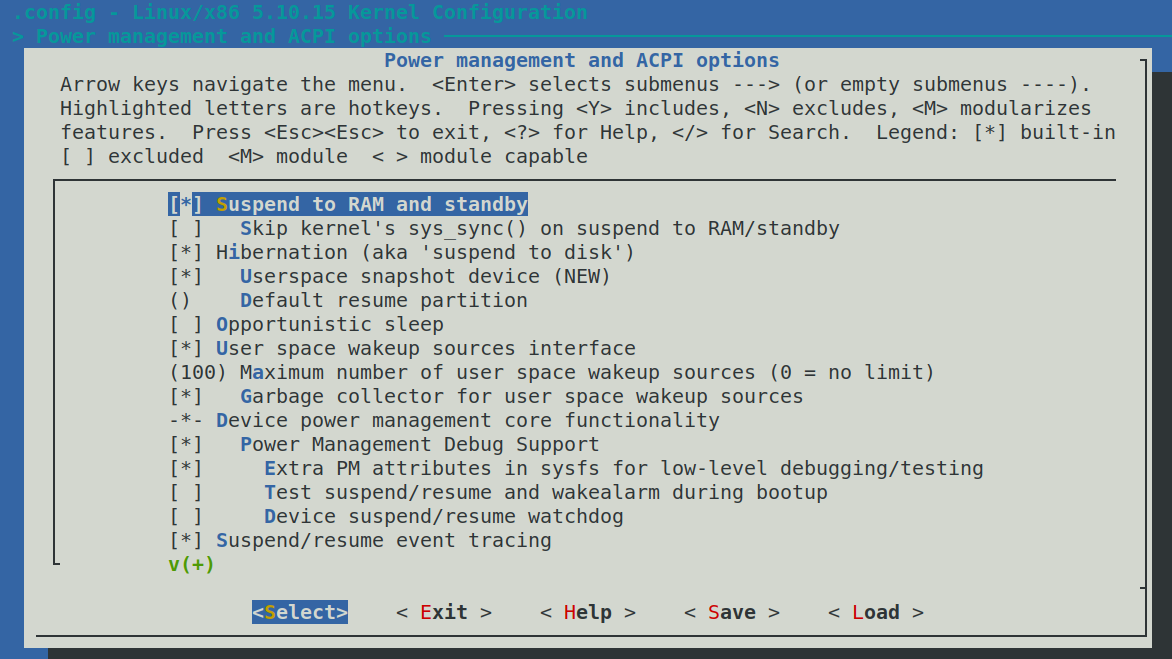 .config - Linux/x86 5.10.15 Kernel Configuration
> Power management and ACPI options
Power management and ACPI options
Arrow keys navigate the menu.  <Enter> selects submenus ---> (or empty submenus ----).
Highlighted letters are hotkeys.  Pressing <Y> includes, <N> excludes, <M> modularizes
features.  Press <Esc><Esc> to exit, <?> for Help, </> for Search.  Legend: [*] built-in
[ ] excluded  <M> module  < > module capable
[*] Suspend to RAM and standby
[ ]   Skip kernel's sys_sync() on suspend to RAM/standby
[*] Hibernation (aka 'suspend to disk')
[*]   Userspace snapshot device (NEW)
()    Default resume partition
[ ] Opportunistic sleep
[*] User space wakeup sources interface
(100) Maximum number of user space wakeup sources (0 = no limit)
[*]   Garbage collector for user space wakeup sources
-*- Device power management core functionality
[*]   Power Management Debug Support
[*]     Extra PM attributes in sysfs for low-level debugging/testing
[ ]     Test suspend/resume and wakealarm during bootup
[ ]     Device suspend/resume watchdog
[*] Suspend/resume event tracing
v(+)
<Select>    < Exit >    < Help >    < Save >    < Load >